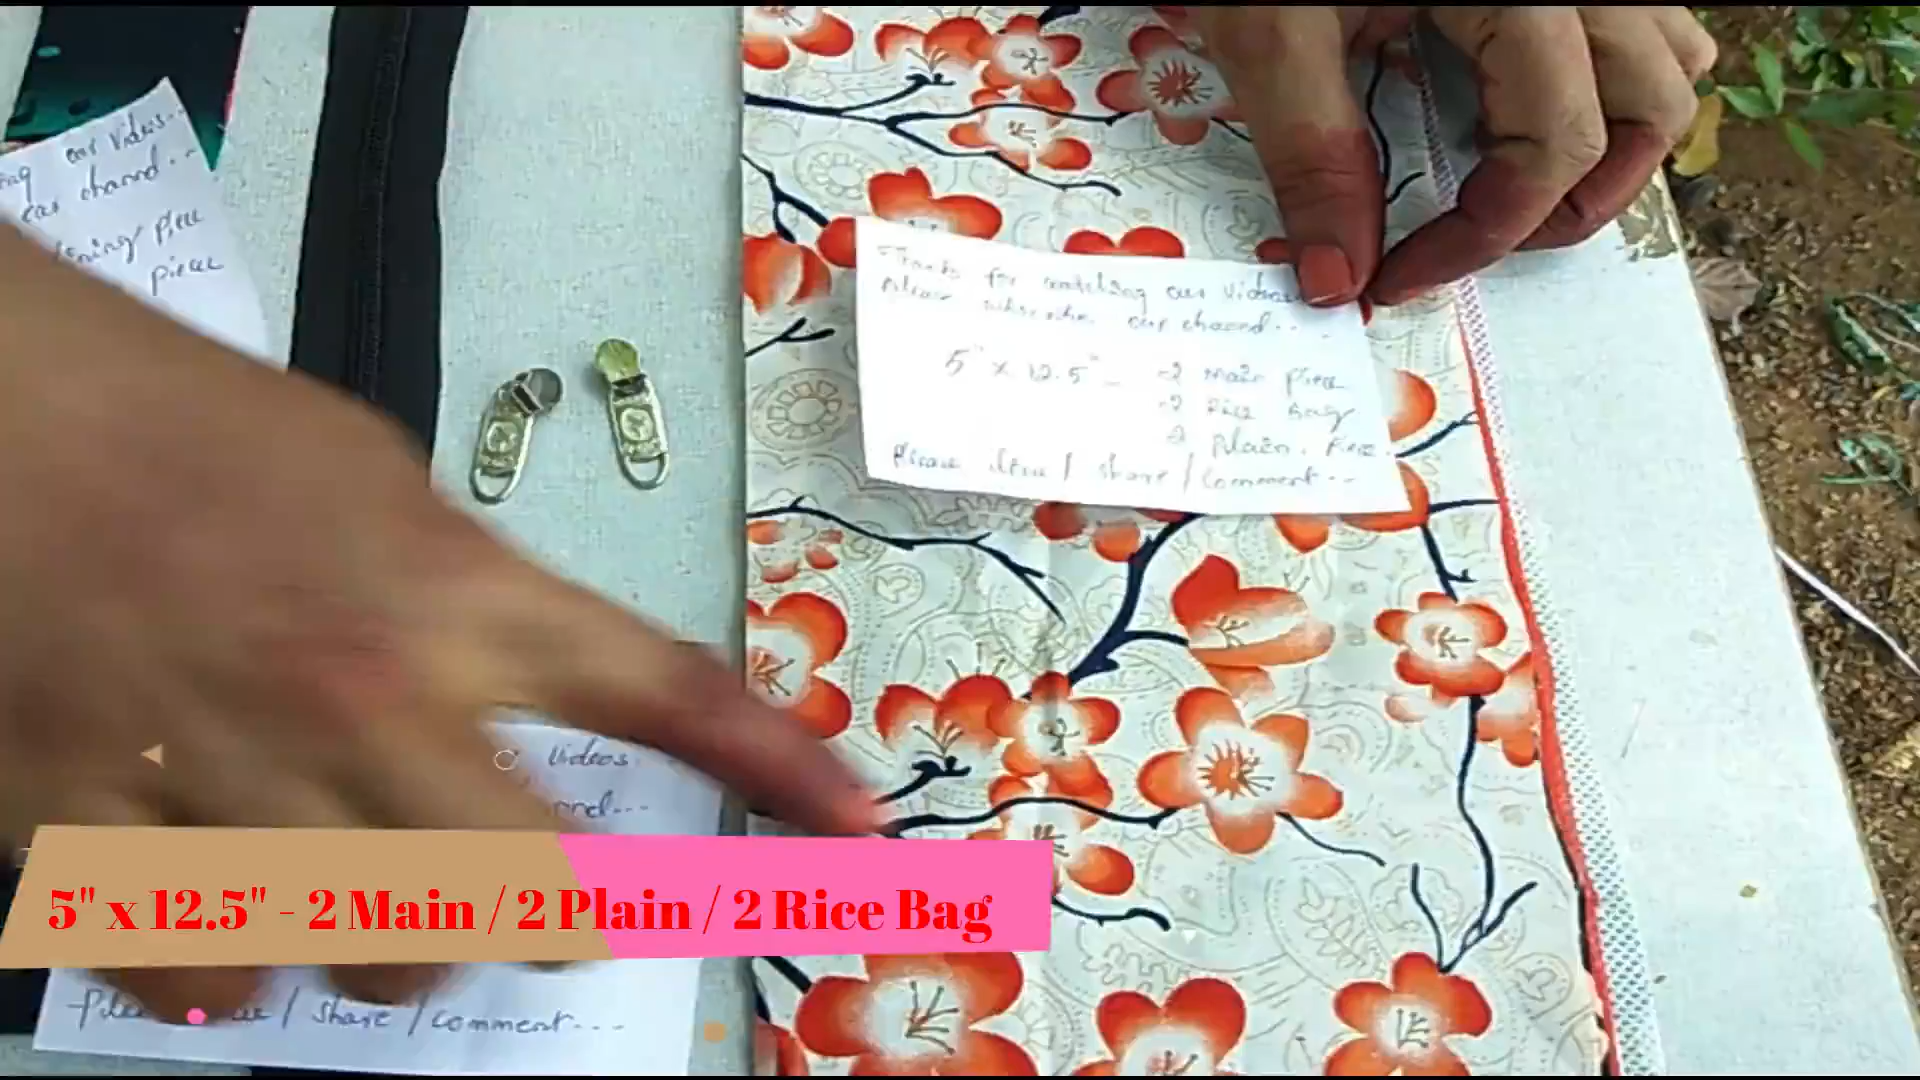 our Videos...
our channel...
Lining piece
piece
Thanks for watching our Videos
Please subscribe our channel....
5" x 12.5" - 2 Main piece
-2 Rice Bag
2 plain. Piece
Please like / share / comment...
Videos.
5" x 12.5" - 2 Main / 2 Plain / 2 Rice Bag
/ share / comment...